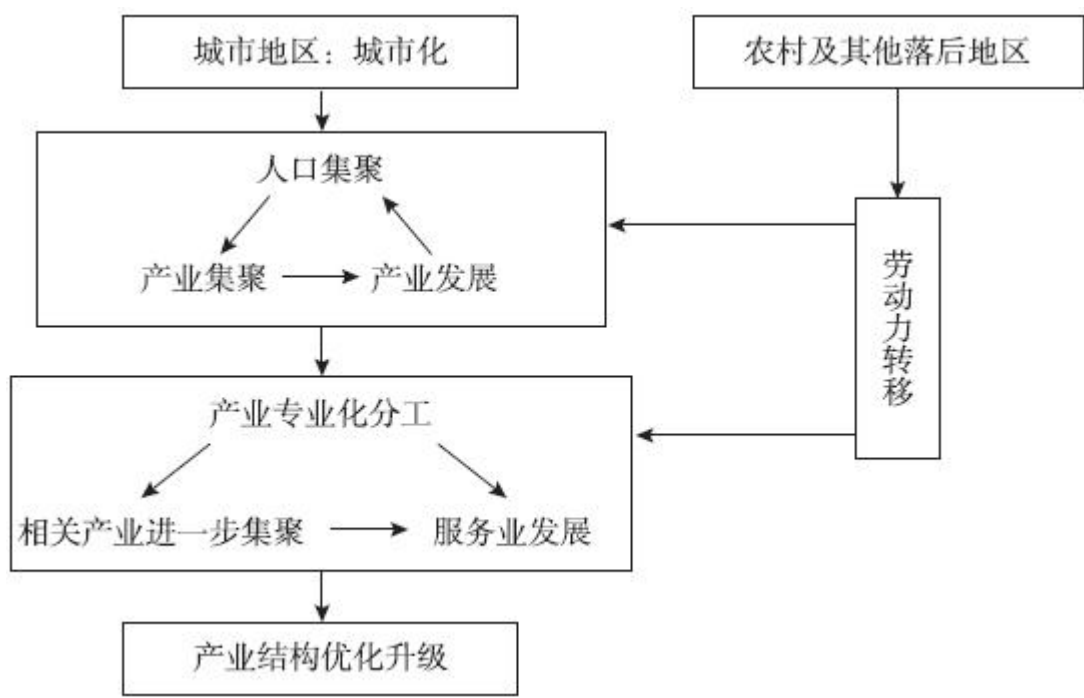 城市地区：城市化
农村及其他落后地区
人口集聚
产业集聚
产业发展
劳动力转移
产业专业化分工
相关产业进一步集聚
服务业发展
产业结构优化升级